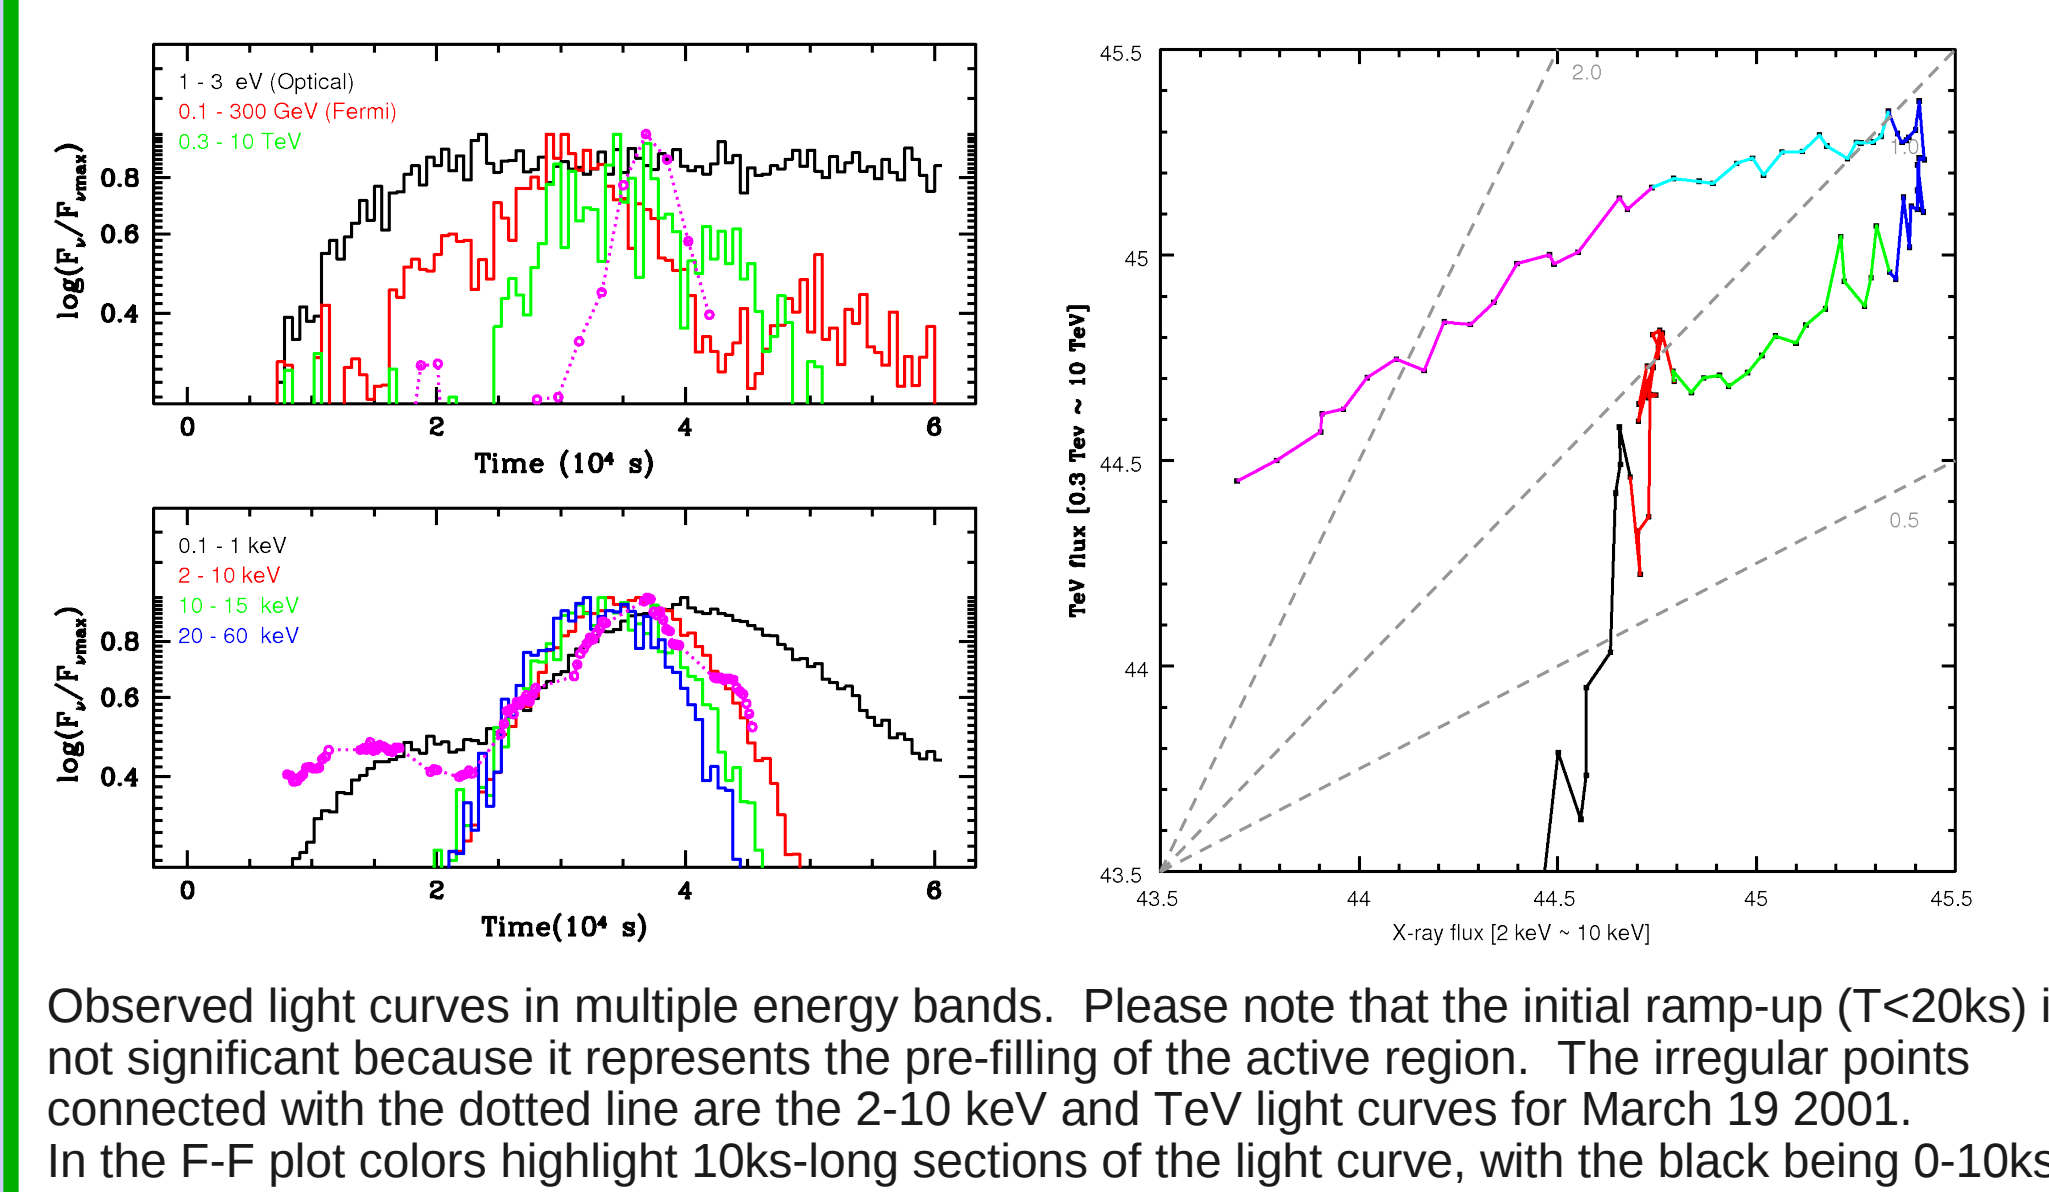 1 - 3 eV (Optical)
0.1 - 300 GeV (Fermi)
0.3 - 10 TeV
log(Fν/Fνmax)
0.8
0.6
0.4
0 2 4 6
Time (10⁴ s)
0.1 - 1 keV
2 - 10 keV
10 - 15 keV
20 - 60 keV
log(Fν/Fνmax)
0.8
0.6
0.4
0 2 4 6
Time(10⁴ s)
45.5
45
44.5
44
43.5
TeV flux [0.3 Tev ~ 10 TeV]
2.0
1.0
0.5
43.5 44 44.5 45 45.5
X-ray flux [2 keV ~ 10 keV]
Observed light curves in multiple energy bands. Please note that the initial ramp-up (T<20ks) i
not significant because it represents the pre-filling of the active region. The irregular points
connected with the dotted line are the 2-10 keV and TeV light curves for March 19 2001.
In the F-F plot colors highlight 10ks-long sections of the light curve, with the black being 0-10ks